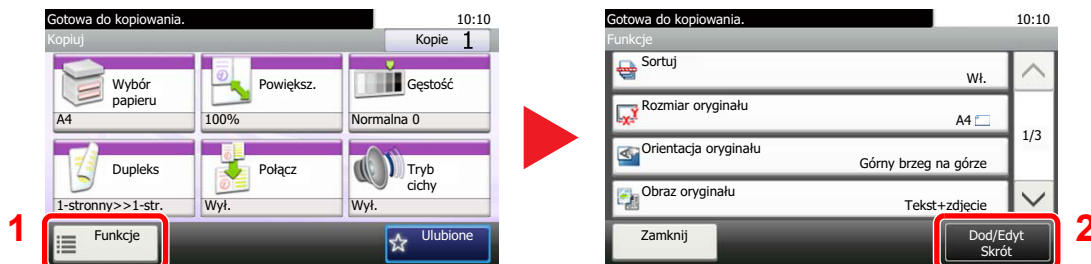 Gotowa do kopiowania.
10:10
Kopiuj
Kopie 1
Wybór
papieru
A4
Powiększ.
100%
Gęstość
Normalna 0
Dupleks
1-stronny>>1-str.
Połącz
Wył.
Tryb
cichy
Wył.
1
Funkcje
Ulubione
Gotowa do kopiowania.
10:10
Funkcje
Sortuj
Wł.
Rozmiar oryginału
A4
1/3
Orientacja oryginału
Górny brzeg na górze
Obraz oryginału
Tekst+zdjęcie
Zamknij
Dod/Edyt
Skrót
2